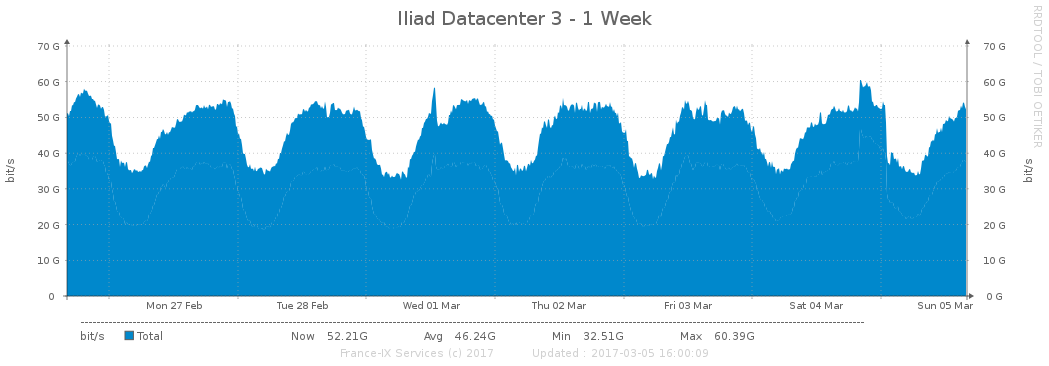 Iliad Datacenter 3 - 1 Week
RRDTOOL / TOBI OETIKER
bit/s
70 G
60 G
50 G
40 G
30 G
20 G
10 G
0
70 G
60 G
50 G
40 G
30 G
20 G
10 G
0 G
bit/s
Mon 27 Feb Tue 28 Feb Wed 01 Mar Thu 02 Mar Fri 03 Mar Sat 04 Mar Sun 05 Mar
bit/s Total Now 52.21G Avg 46.24G Min 32.51G Max 60.39G
France-IX Services (c) 2017 Updated : 2017-03-05 16:00:09